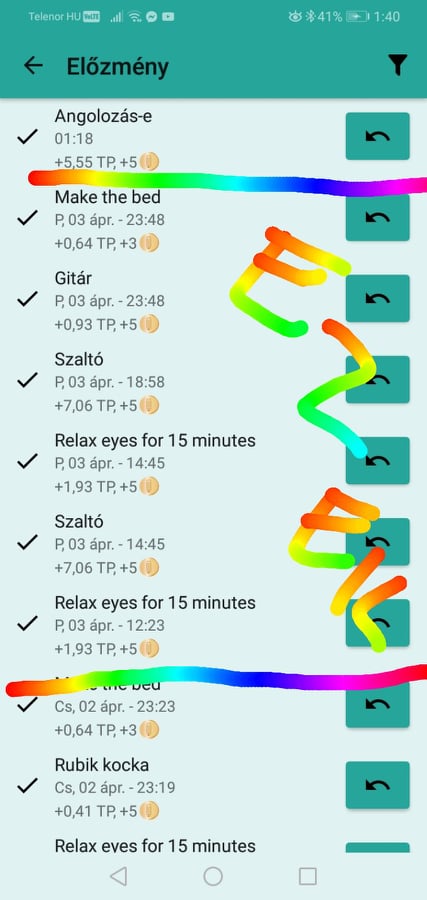 Telenor HU VoLTE 41% 1:40
Előzmény
Angolozás-e
01:18
+5,55 TP, +5
Make the bed
P, 03 ápr. - 23:48
+0,64 TP, +3
Gitár
P, 03 ápr. - 23:48
+0,93 TP, +5
Szaltó
P, 03 ápr. - 18:58
+7,06 TP, +5
Relax eyes for 15 minutes
P, 03 ápr. - 14:45
+1,93 TP, +5
Szaltó
P, 03 ápr. - 14:45
+7,06 TP, +5
Relax eyes for 15 minutes
P, 03 ápr. - 12:23
+1,93 TP, +5
EZEK
Make the bed
Cs, 02 ápr. - 23:23
+0,64 TP, +3
Rubik kocka
Cs, 02 ápr. - 23:19
+0,41 TP, +5
Relax eyes for 15 minutes